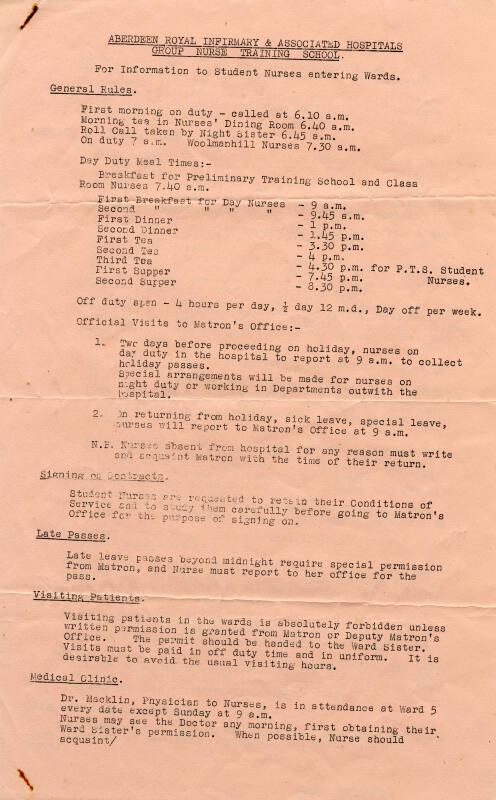 ABERDEEN ROYAL INFIRMARY & ASSOCIATED HOSPITALS
GROUP NURSE TRAINING SCHOOL.
For Information to Student Nurses entering Wards.
General Rules.
First morning on duty - called at 6.10 a.m.
Morning tea in Nurses' Dining Room 6.40 a.m.
Roll Call taken by Night Sister 6.45 a.m.
On duty 7 a.m. Woolmanhill Nurses 7.30 a.m.
Day Duty Meal Times:-
Breakfast for Preliminary Training School and Class
Room Nurses 7.40 a.m.
First Breakfast for Day Nurses - 9 a.m.
Second " " " " - 9.45 a.m.
First Dinner - 1 p.m.
Second Dinner - 1.45 p.m.
First Tea - 3.30 p.m.
Second Tea - 4 p.m.
Third Tea - 4.30 p.m. for P.T.S. Student
Nurses.
First Supper - 7.45 p.m.
Second Supper - 8.30 p.m.
Off duty span - 4 hours per day, ½ day 12 m.d., Day off per week.
Official Visits to Matron's Office:-
1. Two days before proceeding on holiday, nurses on
day duty in the hospital to report at 9 a.m. to collect
holiday passes.
Special arrangements will be made for nurses on
night duty or working in Departments outwith the
hospital.
2. On returning from holiday, sick leave, special leave,
nurses will report to Matron's Office at 9 a.m.
N.B. Nurses absent from hospital for any reason must write
and acquaint Matron with the time of their return.
Signing on Contracts.
Student Nurses are requested to retain their Conditions of
Service and to study them carefully before going to Matron's
Office for the purpose of signing on.
Late Passes.
Late leave passes beyond midnight require special permission
from Matron, and Nurse must report to her office for the
pass.
Visiting Patients.
Visiting patients in the wards is absolutely forbidden unless
written permission is granted from Matron or Deputy Matron's
Office. The permit should be handed to the Ward Sister.
Visits must be paid in off duty time and in uniform. It is
desirable to avoid the usual visiting hours.
Medical Clinic.
Dr. Macklin, Physician to Nurses, is in attendance at Ward 5
every date except Sunday at 9 a.m.
Nurses may see the Doctor any morning, first obtaining their
Ward Sister's permission. When possible, Nurse should
acquaint/